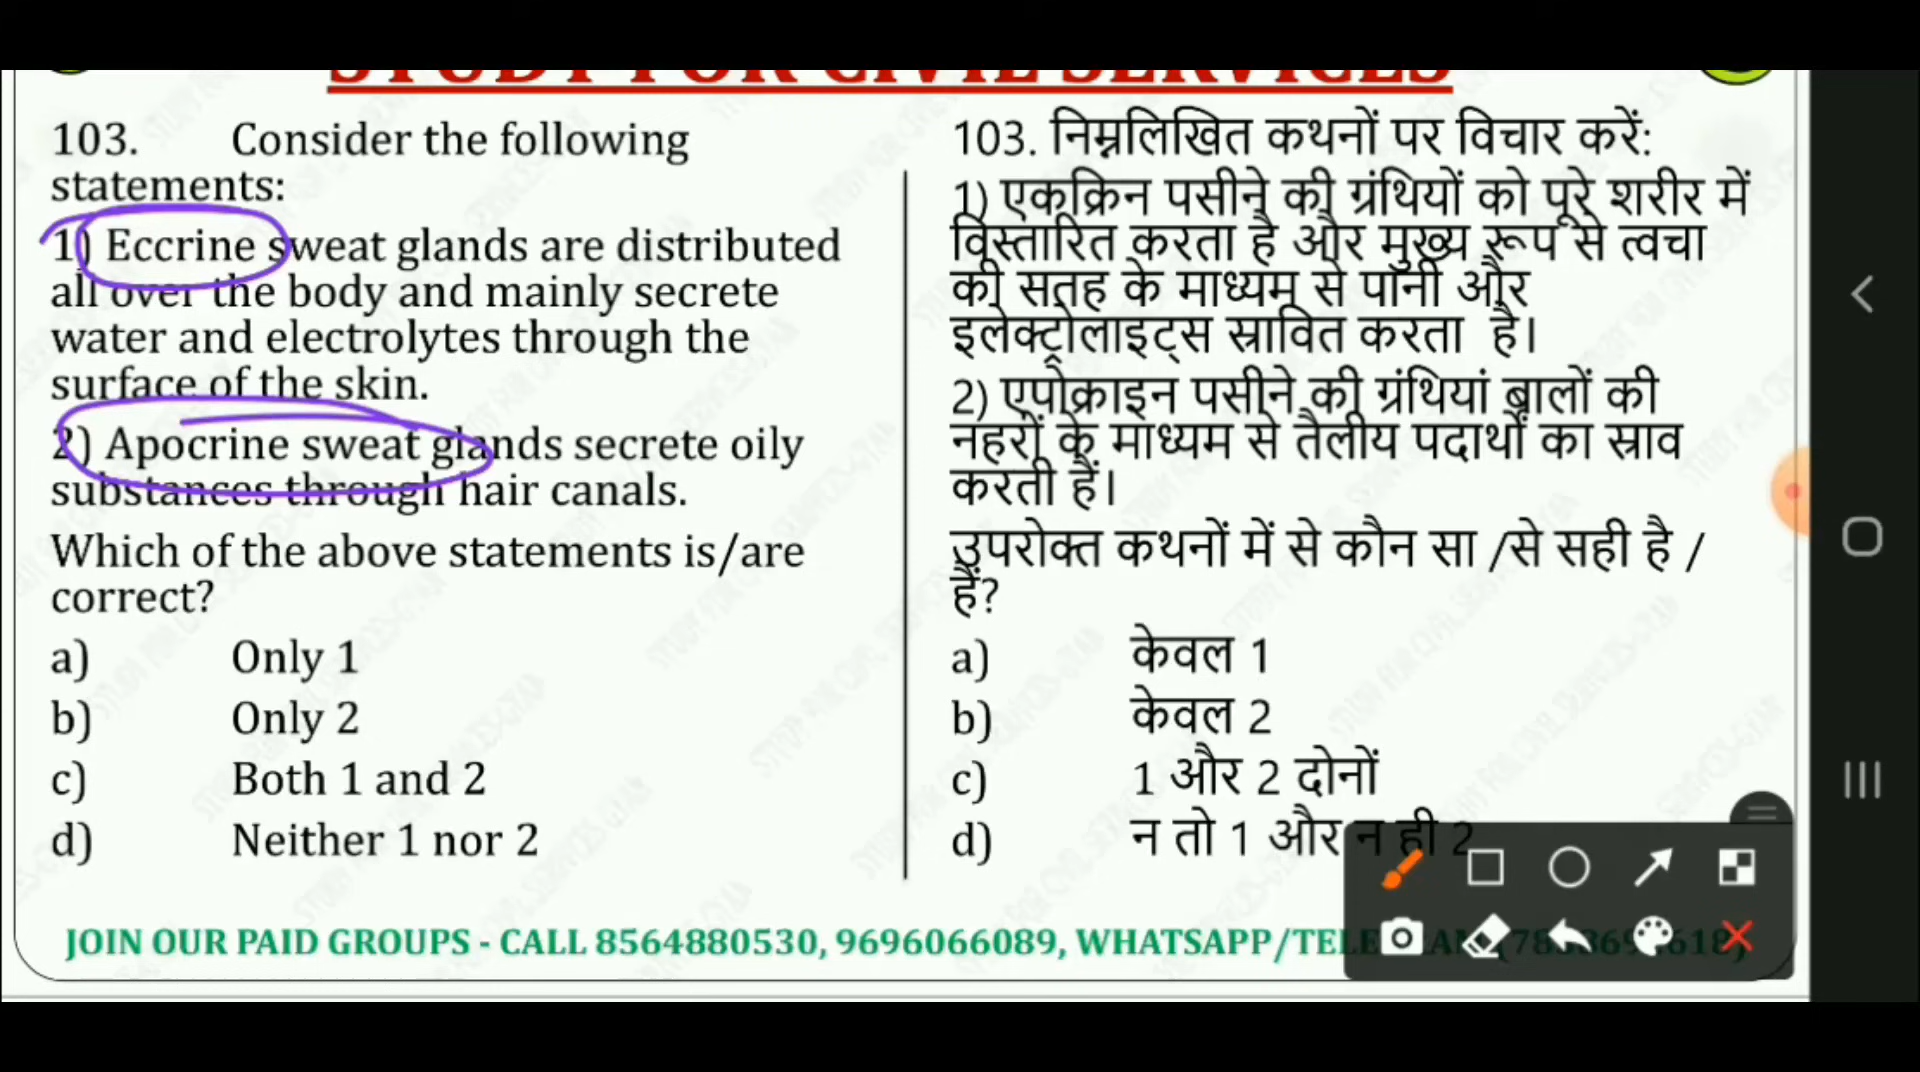 STUDY FOR CIVIL SERVICES
103. Consider the following
statements:
1) Eccrine sweat glands are distributed
all over the body and mainly secrete
water and electrolytes through the
surface of the skin.
2) Apocrine sweat glands secrete oily
substances through hair canals.
Which of the above statements is/are
correct?
a) Only 1
b) Only 2
c) Both 1 and 2
d) Neither 1 nor 2
103. निम्नलिखित कथनों पर विचार करें:
1) एकक्रिन पसीने की ग्रंथियों को पूरे शरीर में
विस्तारित करता है और मुख्य रूप से त्वचा
की सतह के माध्यम से पानी और
इलेक्ट्रोलाइट्स स्रावित करता है।
2) एपोक्राइन पसीने की ग्रंथियां बालों की
नहरों के माध्यम से तैलीय पदार्थों का स्राव
करती हैं।
उपरोक्त कथनों में से कौन सा /से सही है /
हैं?
a) केवल 1
b) केवल 2
c) 1 और 2 दोनों
d) न तो 1 और न ही 2
JOIN OUR PAID GROUPS - CALL 8564880530, 9696066089, WHATSAPP/TELEGRAM